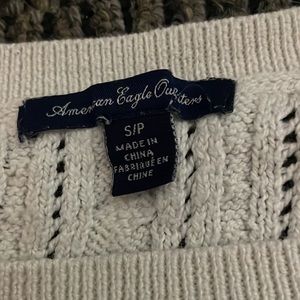 American Eagle Outfitters
S/P
MADE IN
CHINA
FABRIQUÉ EN
CHINE